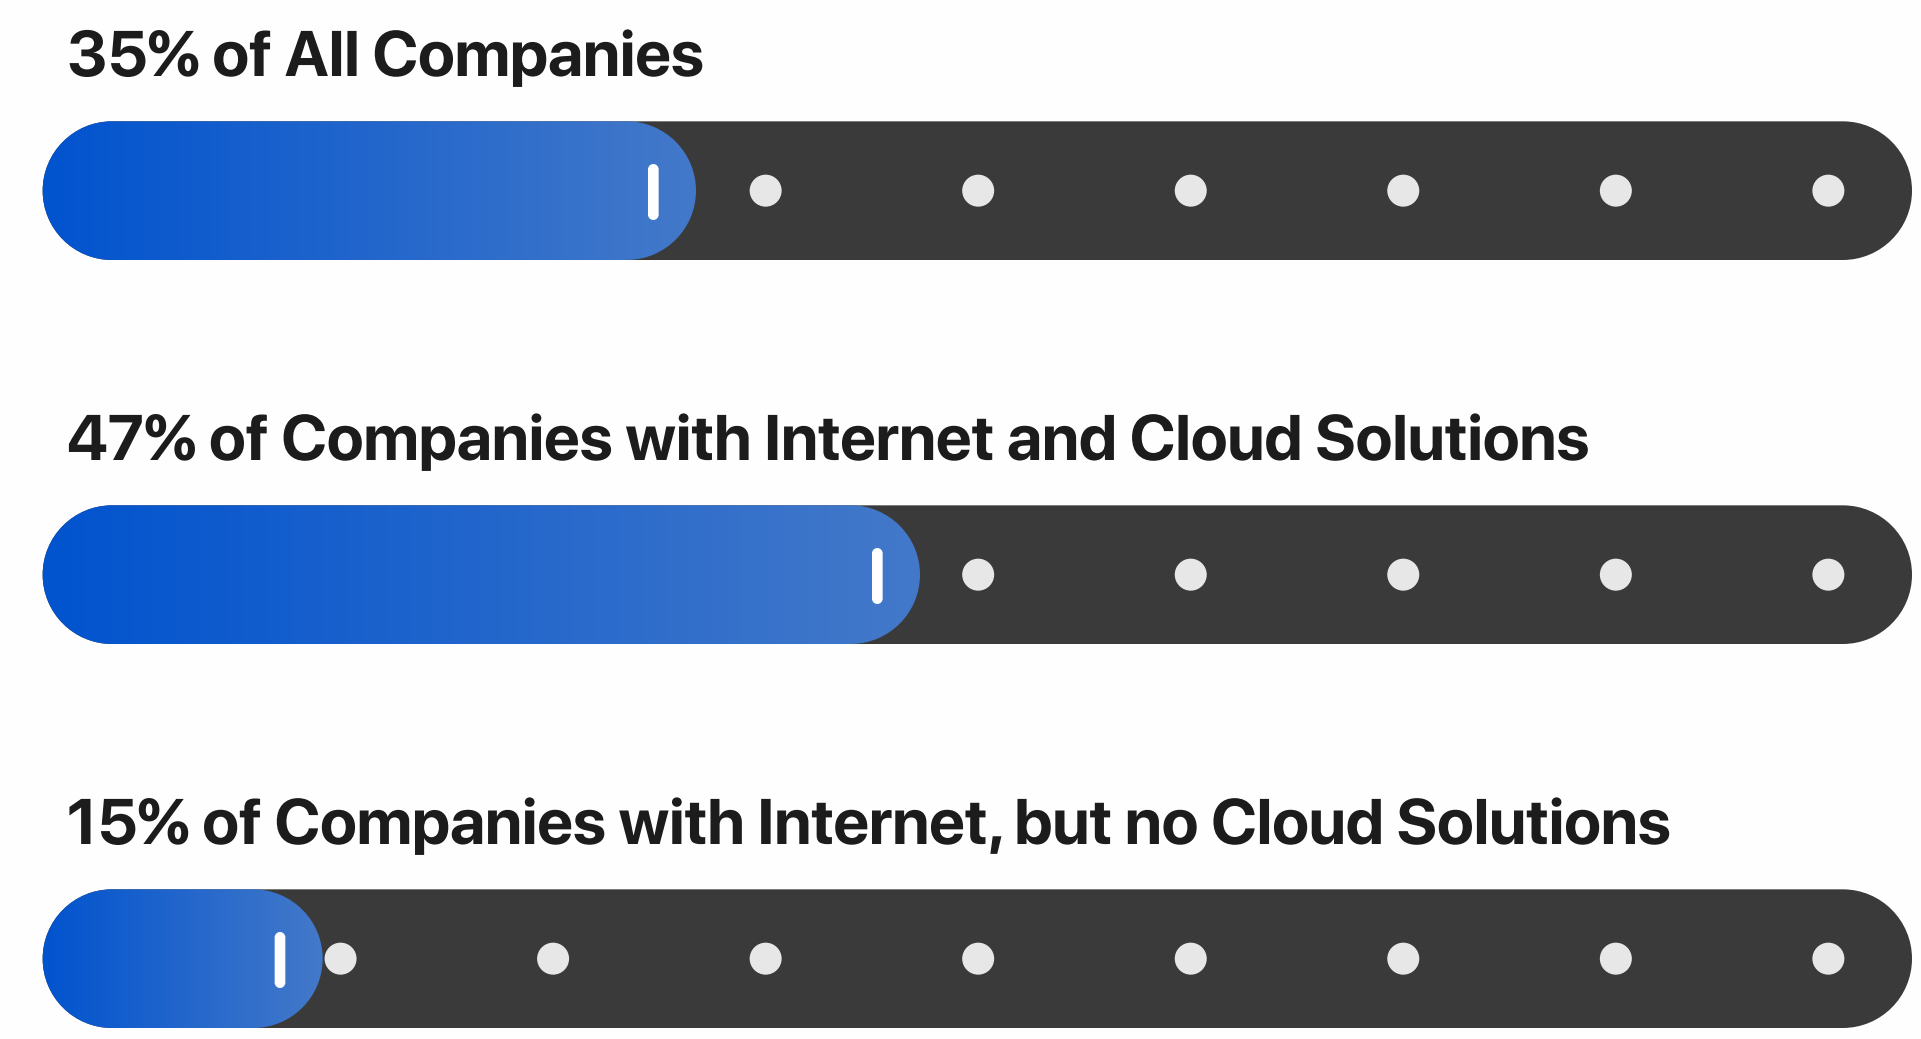 35% of All Companies
47% of Companies with Internet and Cloud Solutions
15% of Companies with Internet, but no Cloud Solutions